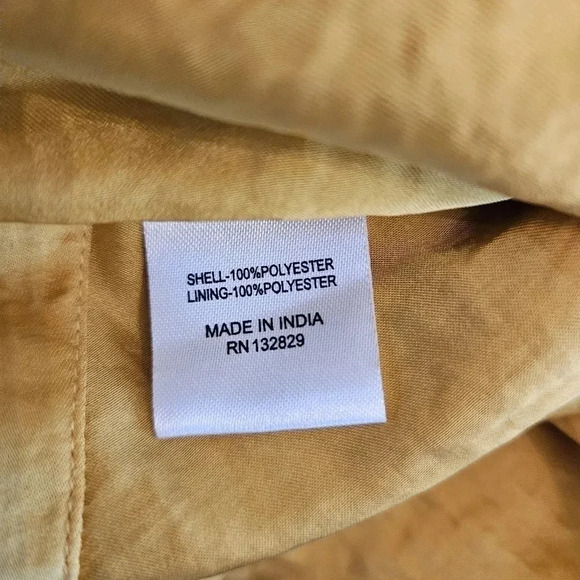 SHELL-100%POLYESTER
LINING-100%POLYESTER
MADE IN INDIA
RN 132829